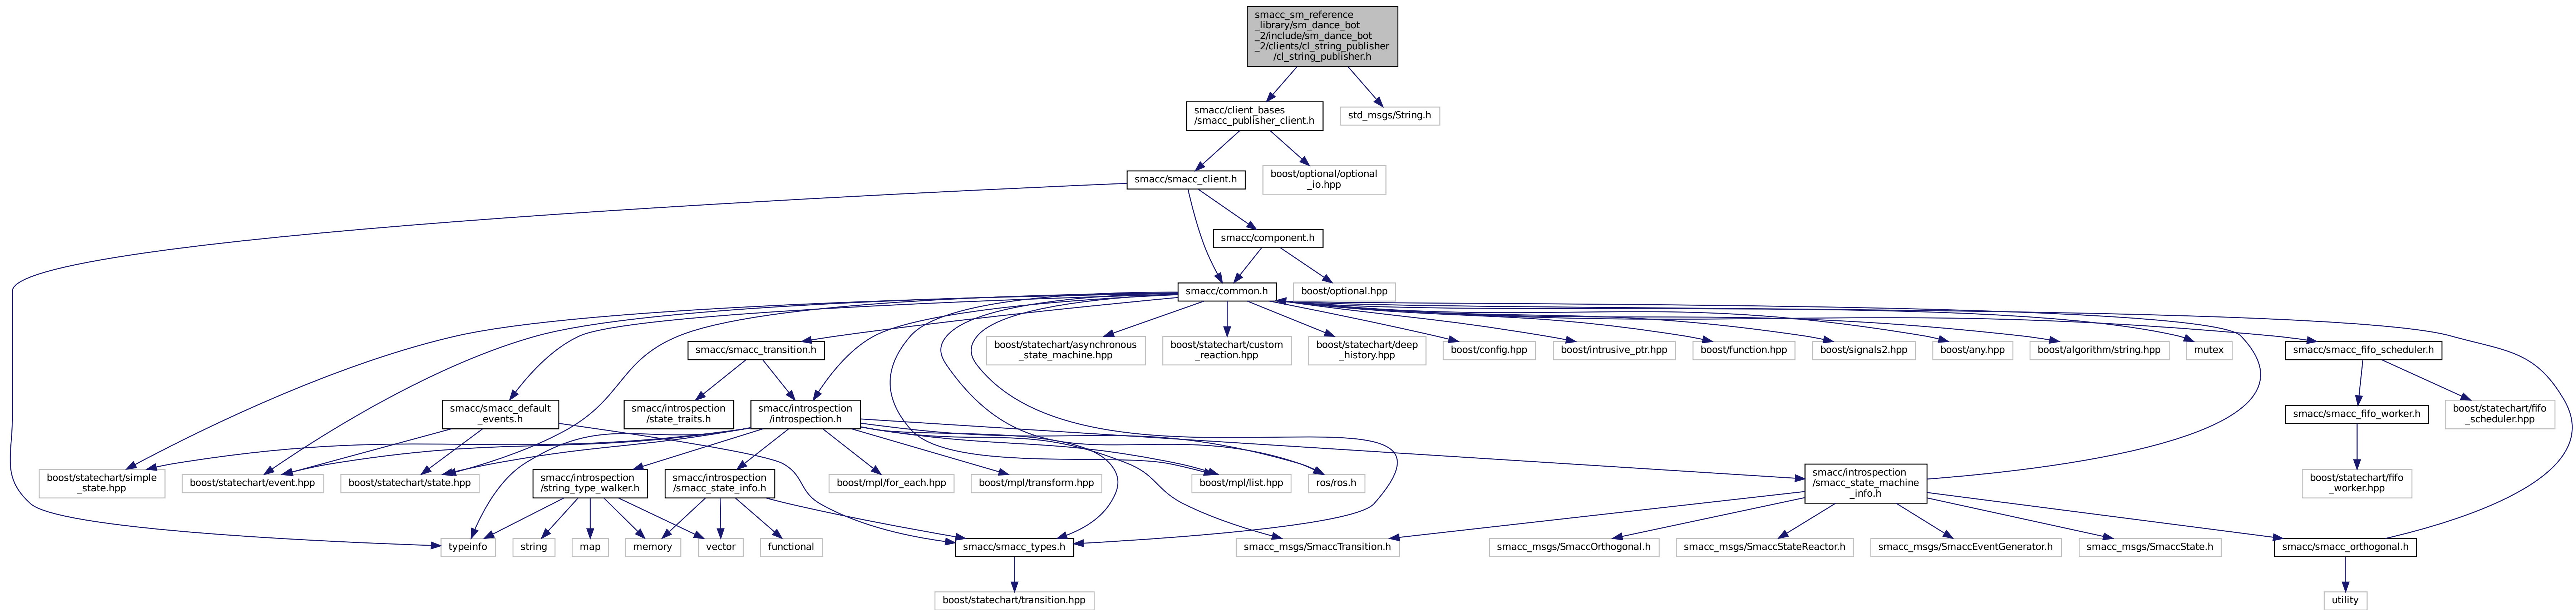 smacc_sm_reference
_library/sm_dance_bot
_2/include/sm_dance_bot
_2/clients/cl_string_publisher
/cl_string_publisher.h
smacc/client_bases
/smacc_publisher_client.h
std_msgs/String.h
smacc/smacc_client.h
boost/optional/optional
_io.hpp
smacc/component.h
smacc/common.h
boost/optional.hpp
smacc/smacc_transition.h
boost/statechart/asynchronous
_state_machine.hpp
boost/statechart/custom
_reaction.hpp
boost/statechart/deep
_history.hpp
boost/config.hpp
boost/intrusive_ptr.hpp
boost/function.hpp
boost/signals2.hpp
boost/any.hpp
boost/algorithm/string.hpp
mutex
smacc/smacc_fifo_scheduler.h
smacc/smacc_default
_events.h
smacc/introspection
/state_traits.h
smacc/introspection
/introspection.h
smacc/smacc_fifo_worker.h
boost/statechart/fifo
_scheduler.hpp
boost/statechart/simple
_state.hpp
boost/statechart/event.hpp
boost/statechart/state.hpp
smacc/introspection
/string_type_walker.h
smacc/introspection
/smacc_state_info.h
boost/mpl/for_each.hpp
boost/mpl/transform.hpp
boost/mpl/list.hpp
ros/ros.h
smacc/introspection
/smacc_state_machine
_info.h
boost/statechart/fifo
_worker.hpp
typeinfo
string
map
memory
vector
functional
smacc/smacc_types.h
smacc_msgs/SmaccTransition.h
smacc_msgs/SmaccOrthogonal.h
smacc_msgs/SmaccStateReactor.h
smacc_msgs/SmaccEventGenerator.h
smacc_msgs/SmaccState.h
smacc/smacc_orthogonal.h
boost/statechart/transition.hpp
utility